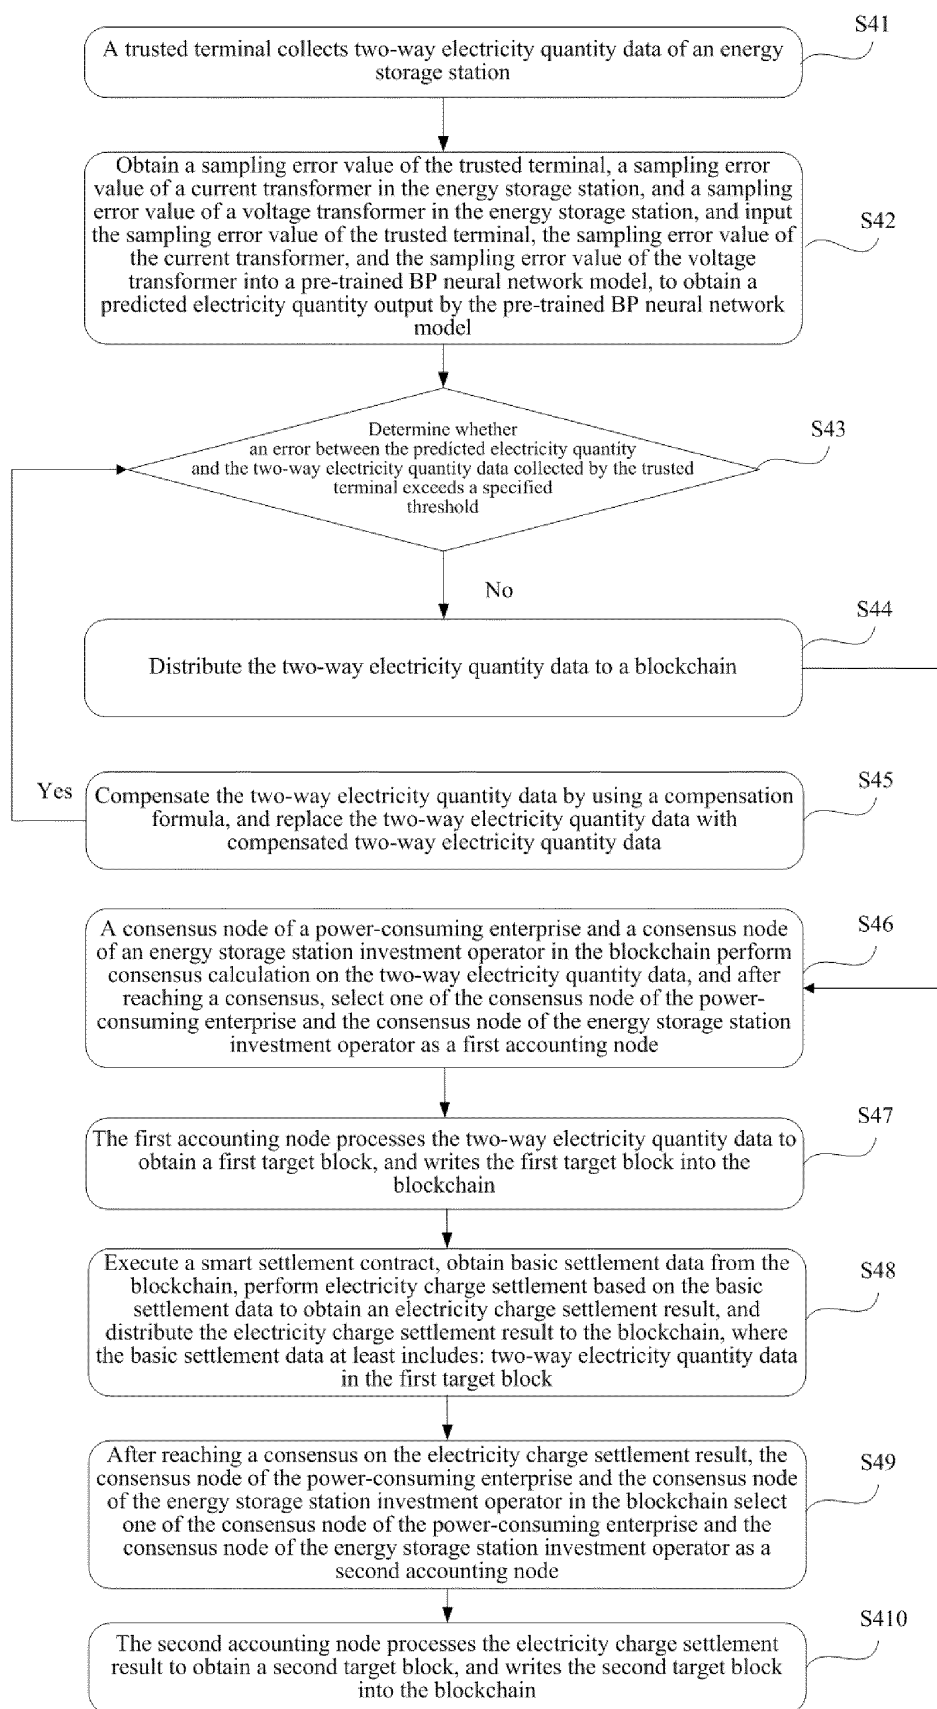 S41
A trusted terminal collects two-way electricity quantity data of an energy
storage station
Obtain a sampling error value of the trusted terminal, a sampling error
value of a current transformer in the energy storage station, and a sampling
error value of a voltage transformer in the energy storage station, and input
the sampling error value of the trusted terminal, the sampling error value of
the current transformer, and the sampling error value of the voltage
transformer into a pre-trained BP neural network model, to obtain a
predicted electricity quantity output by the pre-trained BP neural network
model
S42
Determine whether
an error between the predicted electricity quantity
and the two-way electricity quantity data collected by the trusted
terminal exceeds a specified
threshold
S43
No
S44
Distribute the two-way electricity quantity data to a blockchain
Yes
S45
Compensate the two-way electricity quantity data by using a compensation
formula, and replace the two-way electricity quantity data with
compensated two-way electricity quantity data
A consensus node of a power-consuming enterprise and a consensus node
of an energy storage station investment operator in the blockchain perform
consensus calculation on the two-way electricity quantity data, and after
reaching a consensus, select one of the consensus node of the power-
consuming enterprise and the consensus node of the energy storage station
investment operator as a first accounting node
S46
S47
The first accounting node processes the two-way electricity quantity data to
obtain a first target block, and writes the first target block into the
blockchain
Execute a smart settlement contract, obtain basic settlement data from the
blockchain, perform electricity charge settlement based on the basic
settlement data to obtain an electricity charge settlement result, and
distribute the electricity charge settlement result to the blockchain, where
the basic settlement data at least includes: two-way electricity quantity data
in the first target block
S48
After reaching a consensus on the electricity charge settlement result, the
consensus node of the power-consuming enterprise and the consensus node
of the energy storage station investment operator in the blockchain select
one of the consensus node of the power-consuming enterprise and the
consensus node of the energy storage station investment operator as a
second accounting node
S49
S410
The second accounting node processes the electricity charge settlement
result to obtain a second target block, and writes the second target block
into the blockchain